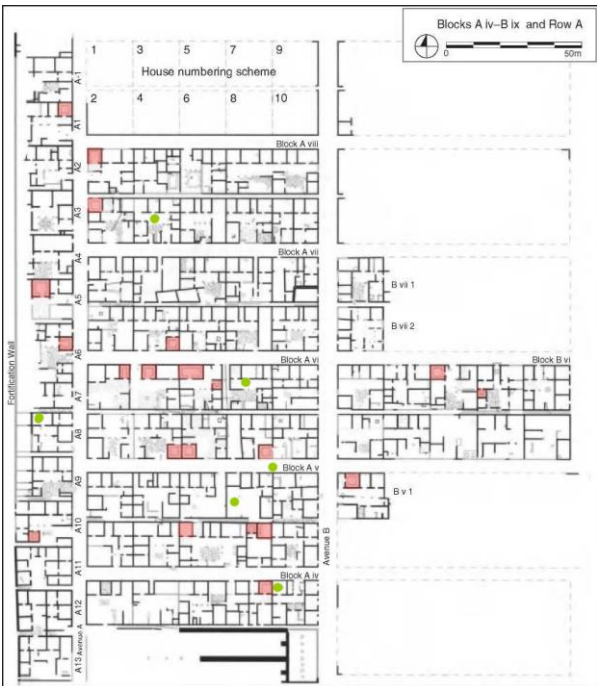 Blocks A iv–B ix and Row A
0 50m
1 3 5 7 9
House numbering scheme
2 4 6 8 10
A-1
A1
Block A viii
A2
A3
Block A vii
A4
A5
B vii 1
B vii 2
A6
Fortification Wall
Block A vi
Block B vi
A7
A8
Block A v
A9
B v 1
A10
Avenue B
A11
Block A iv
A12
Avenue A
A13